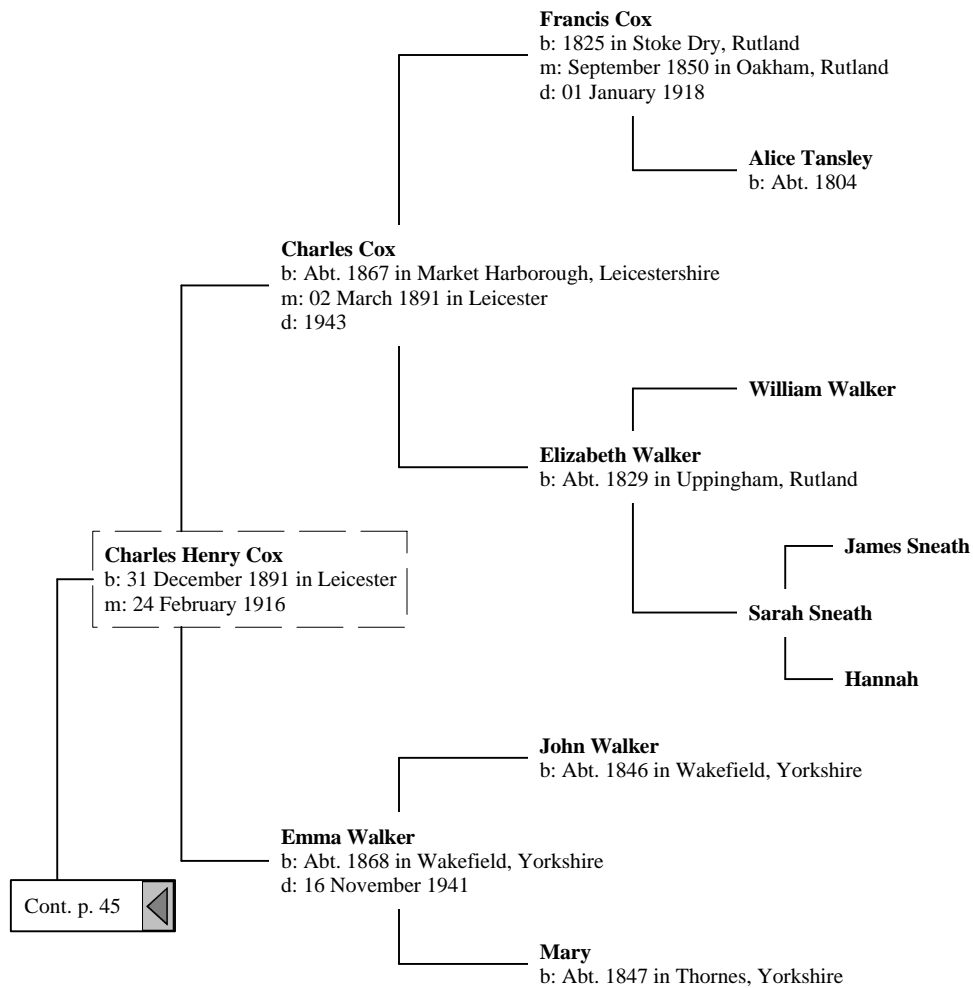 Francis Cox
b: 1825 in Stoke Dry, Rutland
m: September 1850 in Oakham, Rutland
d: 01 January 1918
Alice Tansley
b: Abt. 1804
Charles Cox
b: Abt. 1867 in Market Harborough, Leicestershire
m: 02 March 1891 in Leicester
d: 1943
William Walker
Elizabeth Walker
b: Abt. 1829 in Uppingham, Rutland
James Sneath
Sarah Sneath
Hannah
Charles Henry Cox
b: 31 December 1891 in Leicester
m: 24 February 1916
John Walker
b: Abt. 1846 in Wakefield, Yorkshire
Emma Walker
b: Abt. 1868 in Wakefield, Yorkshire
d: 16 November 1941
Cont. p. 45
Mary
b: Abt. 1847 in Thornes, Yorkshire